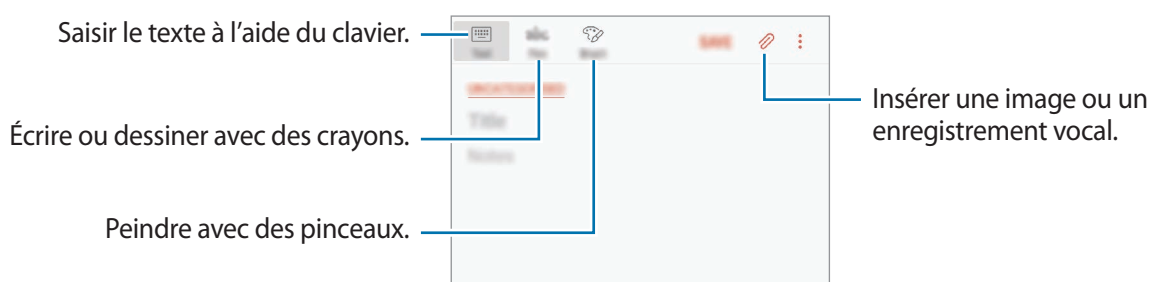 Saisir le texte à l'aide du clavier.
Écrire ou dessiner avec des crayons.
Peindre avec des pinceaux.
SAVE
UNCATEGORISED
Title
Notes
Insérer une image ou un
enregistrement vocal.